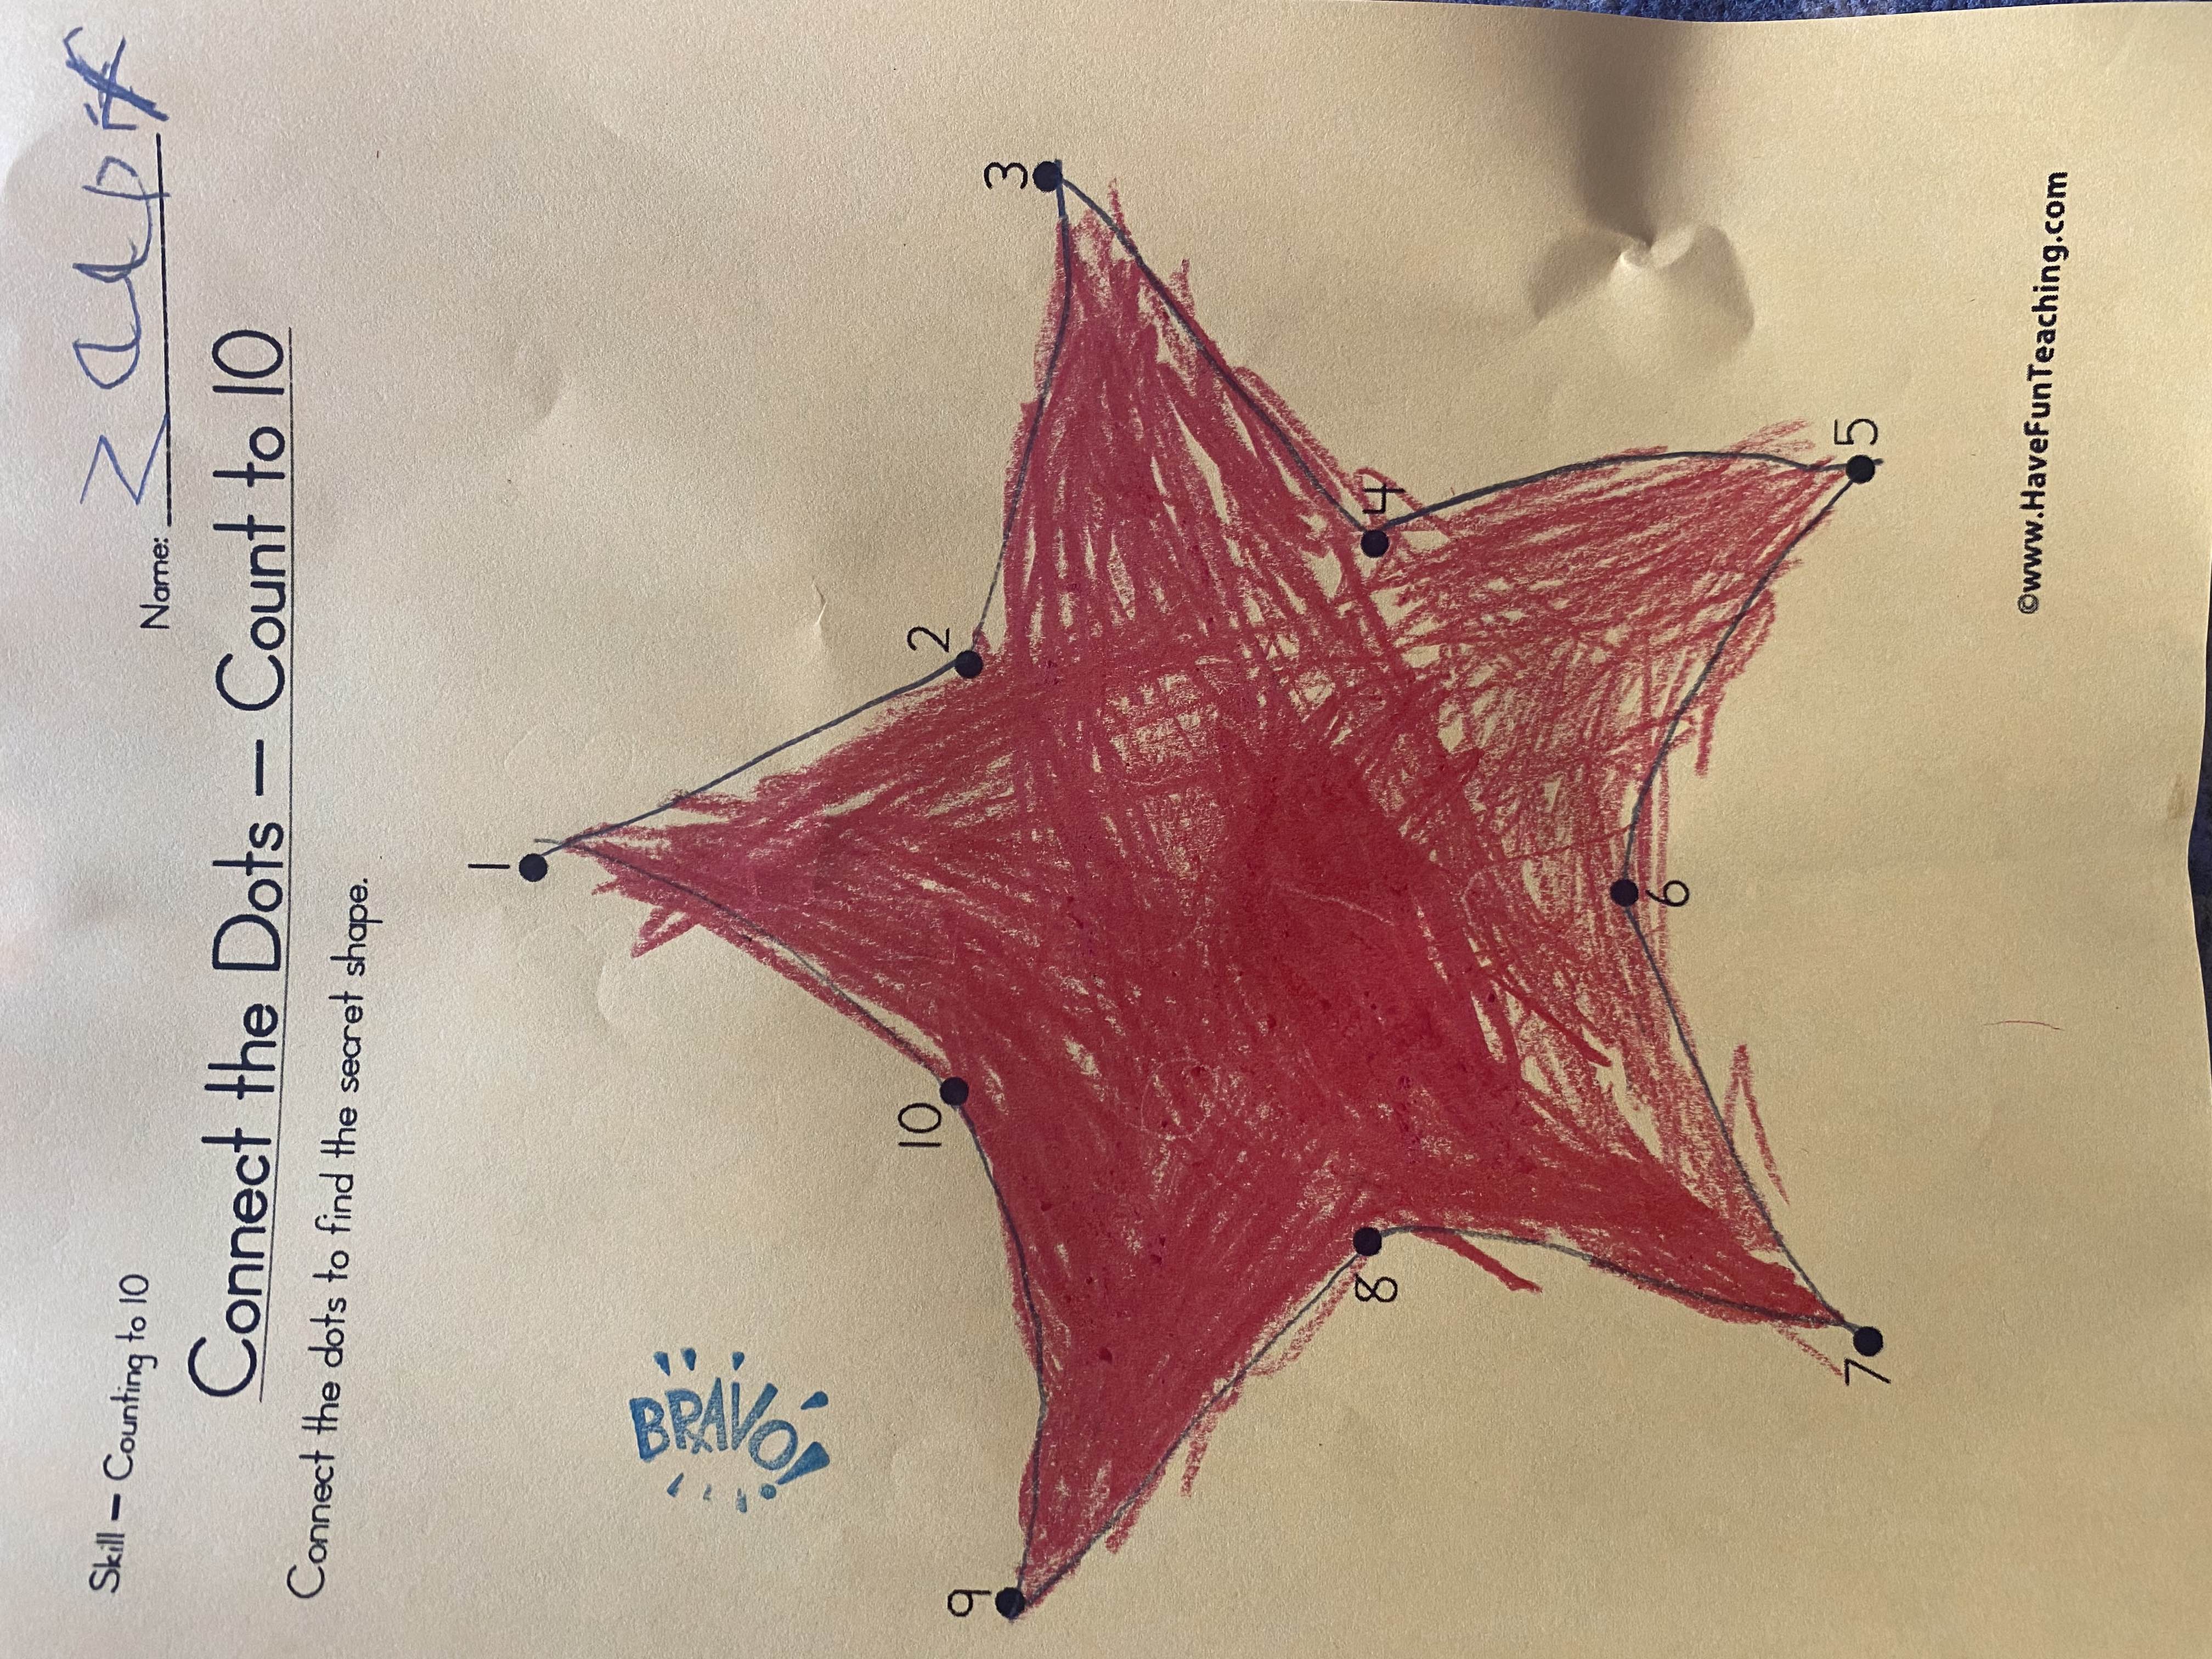 Skill – Counting to 10
Name:
Connect the Dots – Count to 10
Connect the dots to find the secret shape.
1
BRAVO!
10
2
9
3
8
4
6
7
5
©www.HaveFunTeaching.com